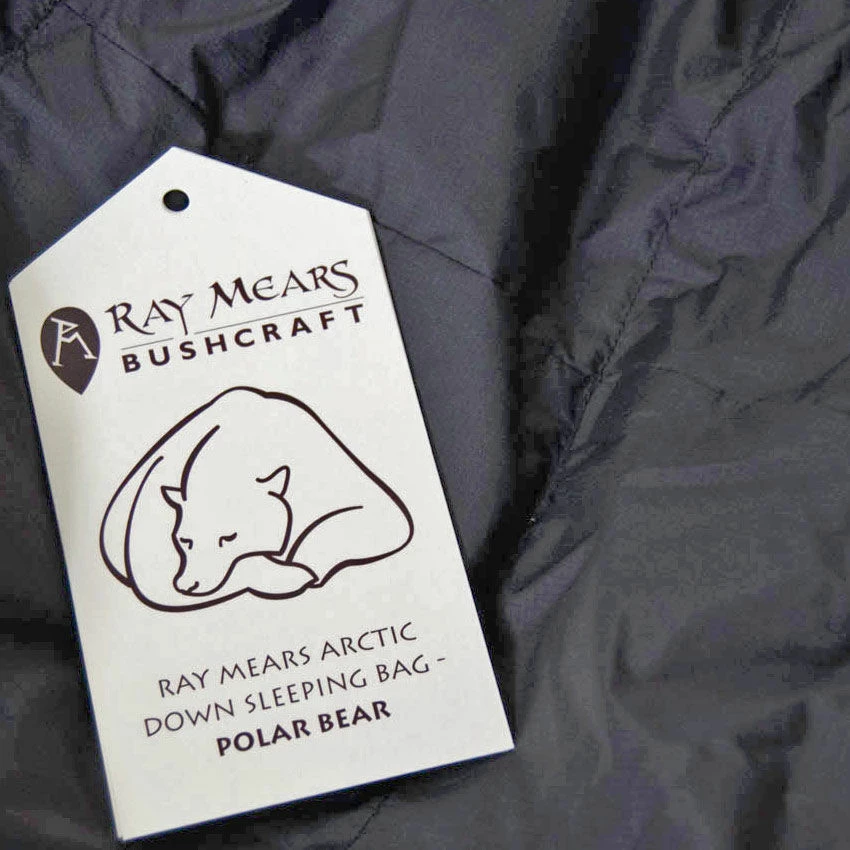 RAY MEARS
BUSHCRAFT
RAY MEARS ARCTIC
DOWN SLEEPING BAG -
POLAR BEAR